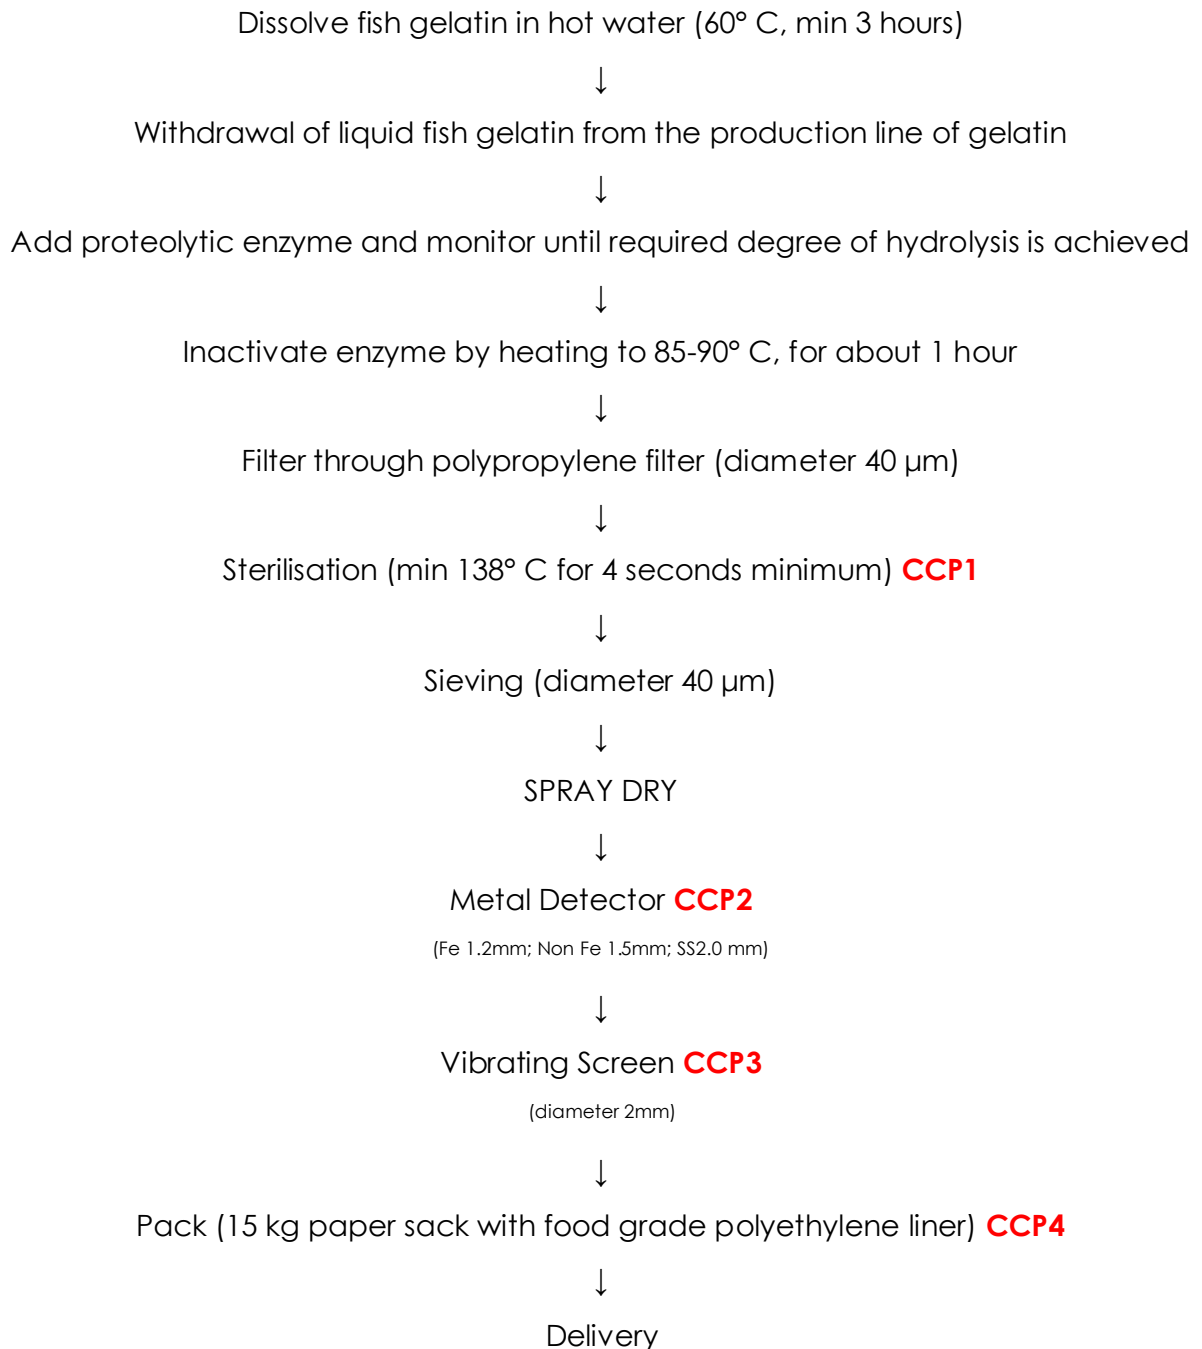 Dissolve fish gelatin in hot water (60° C, min 3 hours)
↓
Withdrawal of liquid fish gelatin from the production line of gelatin
↓
Add proteolytic enzyme and monitor until required degree of hydrolysis is achieved
↓
Inactivate enzyme by heating to 85-90° C, for about 1 hour
↓
Filter through polypropylene filter (diameter 40 µm)
↓
Sterilisation (min 138° C for 4 seconds minimum) CCP1
↓
Sieving (diameter 40 µm)
↓
SPRAY DRY
↓
Metal Detector CCP2
(Fe 1.2mm; Non Fe 1.5mm; SS2.0 mm)
↓
Vibrating Screen CCP3
(diameter 2mm)
↓
Pack (15 kg paper sack with food grade polyethylene liner) CCP4
↓
Delivery